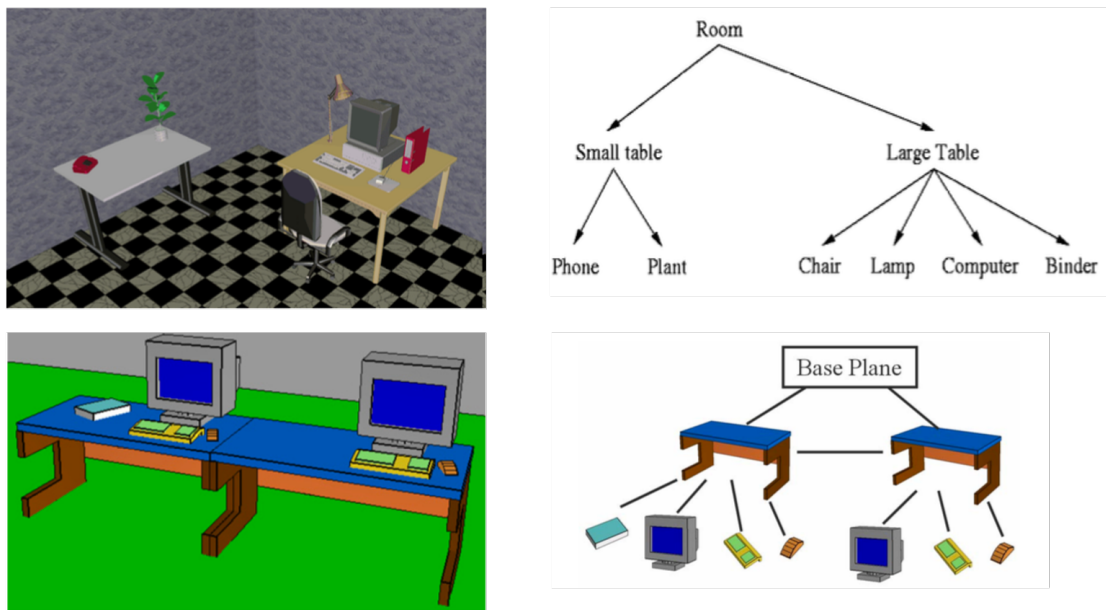 Room
Small table Large Table
Phone Plant Chair Lamp Computer Binder
Base Plane